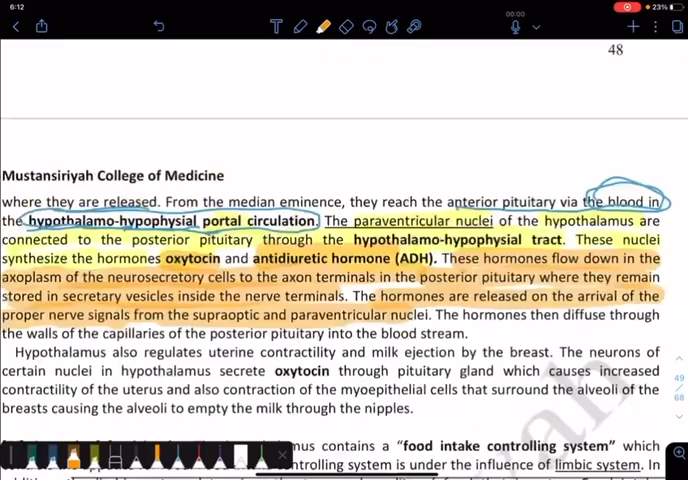 6:12
23%
00:00
48
Mustansiriyah College of Medicine
where they are released. From the median eminence, they reach the anterior pituitary via the blood in
the hypothalamo-hypophysial portal circulation. The paraventricular nuclei of the hypothalamus are
connected to the posterior pituitary through the hypothalamo-hypophysial tract. These nuclei
synthesize the hormones oxytocin and antidiuretic hormone (ADH). These hormones flow down in the
axoplasm of the neurosecretory cells to the axon terminals in the posterior pituitary where they remain
stored in secretary vesicles inside the nerve terminals. The hormones are released on the arrival of the
proper nerve signals from the supraoptic and paraventricular nuclei. The hormones then diffuse through
the walls of the capillaries of the posterior pituitary into the blood stream.
Hypothalamus also regulates uterine contractility and milk ejection by the breast. The neurons of
certain nuclei in hypothalamus secrete oxytocin through pituitary gland which causes increased
contractility of the uterus and also contraction of the myoepithelial cells that surround the alveoli of the
breasts causing the alveoli to empty the milk through the nipples.
49
/
68
contains a “food intake controlling system” which
controlling system is under the influence of limbic system. In